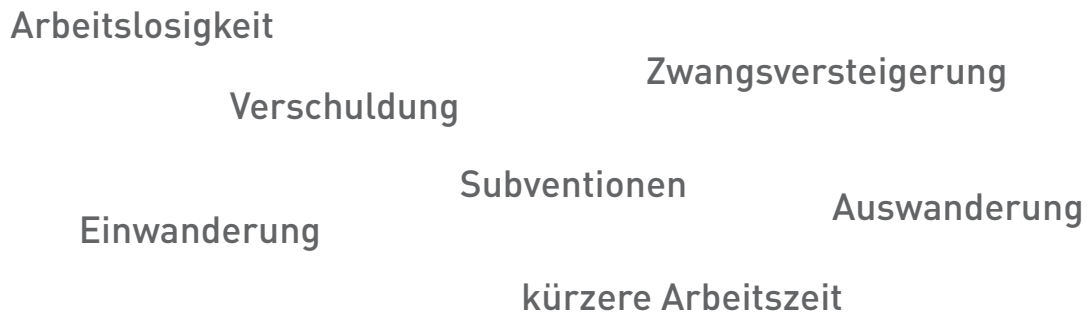 Arbeitslosigkeit
Zwangsversteigerung
Verschuldung
Subventionen
Auswanderung
Einwanderung
kürzere Arbeitszeit